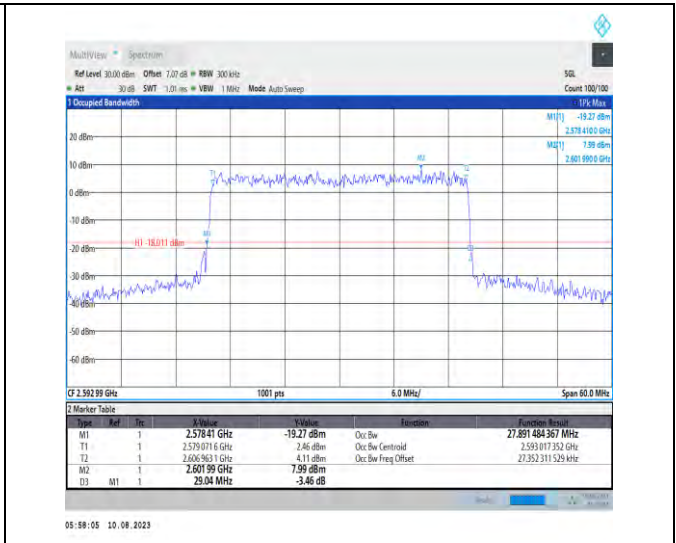 MultiView Spectrum
Ref Level 30.00 dBm Offset 7.07 dB RBW 300 kHz SGL
Att 30 dB SWT 1.01 ms VBW 1 MHz Mode Auto Sweep Count 100/100
1 Occupied Bandwidth 1Pk Max
M1[1] -19.27 dBm
2.578 410 0 GHz
M2[1] 7.99 dBm
2.601 990 0 GHz
20 dBm
10 dBm
M2
T1
T2
0 dBm
-10 dBm
M1
H1 -18.011 dBm
-20 dBm
D3
-30 dBm
-40 dBm
-50 dBm
-60 dBm
CF 2.592 99 GHz 1001 pts 6.0 MHz/ Span 60.0 MHz
2 Marker Table
Type Ref Trc X-Value Y-Value Function Function Result
M1 1 2.578 41 GHz -19.27 dBm Occ Bw 27.891 484 367 MHz
T1 1 2.579 071 6 GHz 2.46 dBm Occ Bw Centroid 2.593 017 352 GHz
T2 1 2.606 963 1 GHz 4.11 dBm Occ Bw Freq Offset 27.352 311 529 kHz
M2 1 2.601 99 GHz 7.99 dBm
D3 M1 1 29.04 MHz -3.46 dB
05:58:05 10.08.2023